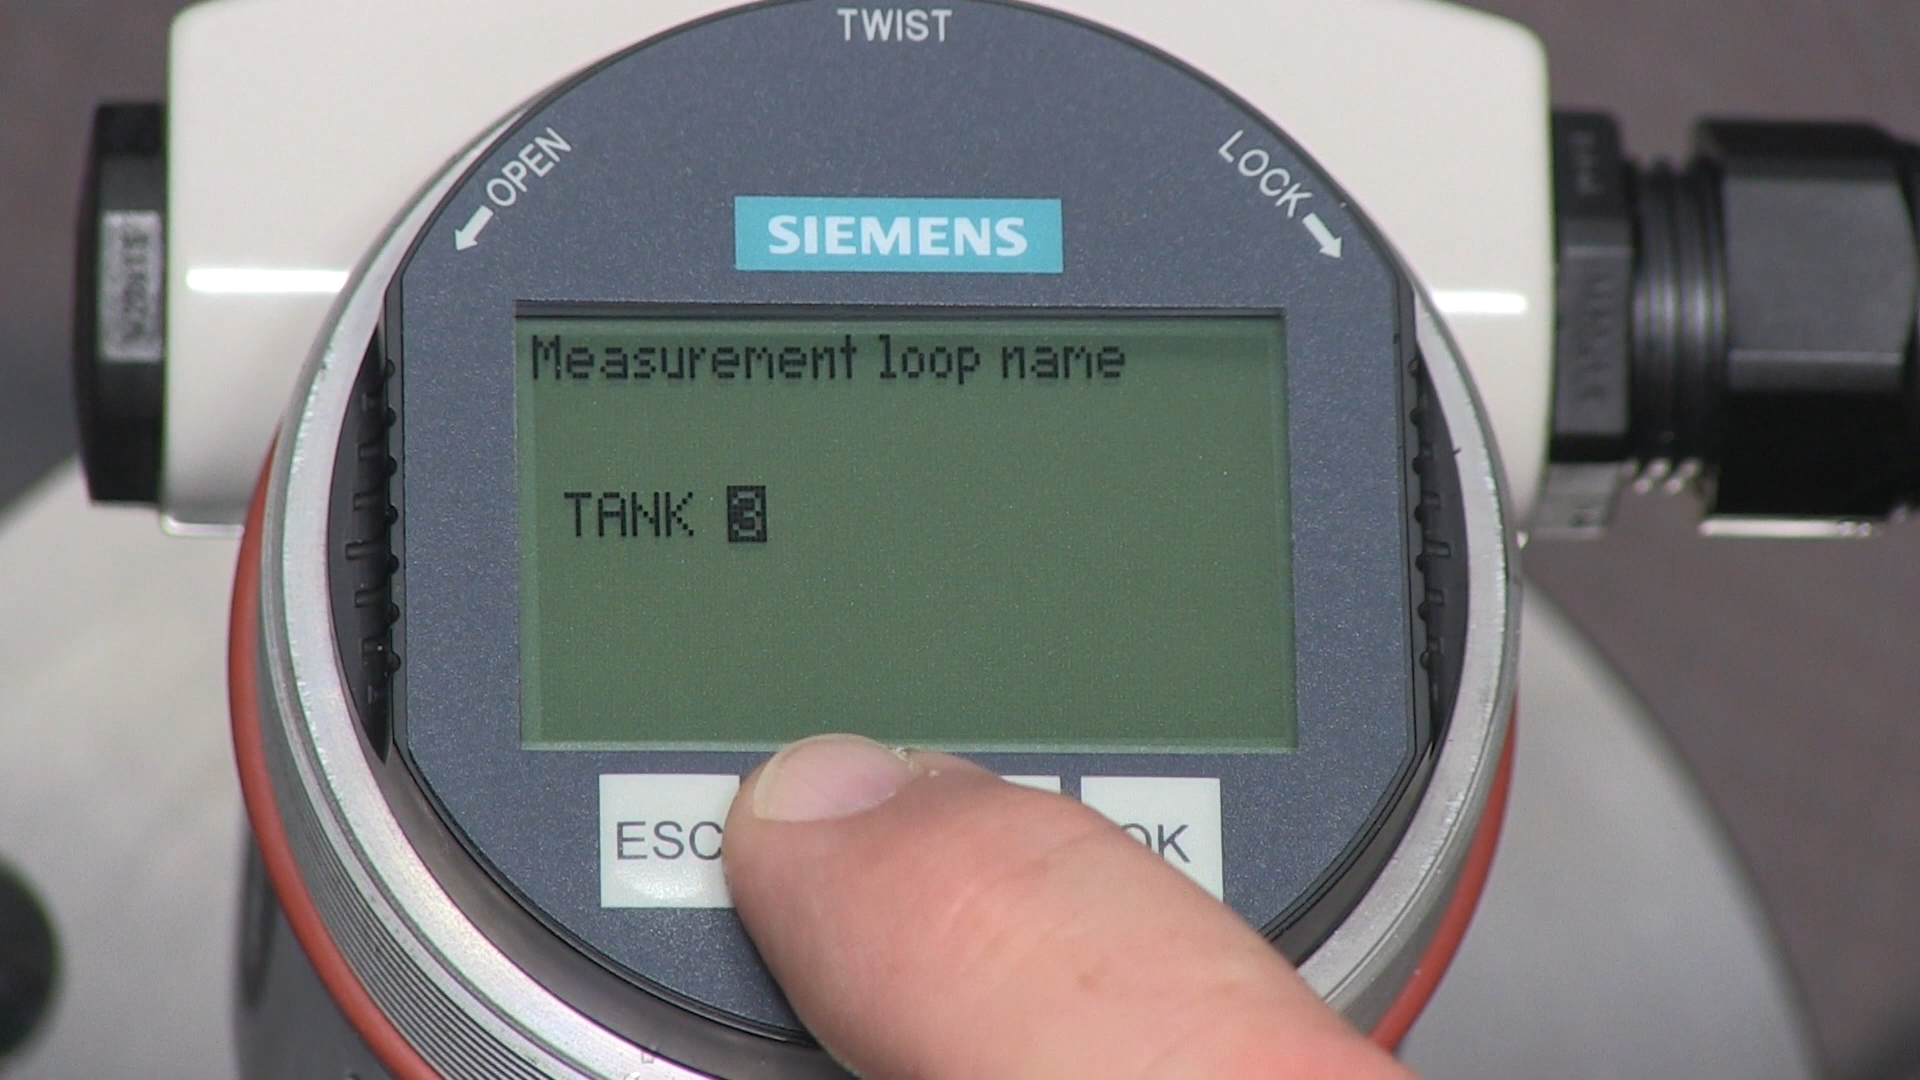 TWIST
OPEN
LOCK
SIEMENS
Measurement loop name
TANK 3
ESC
OK